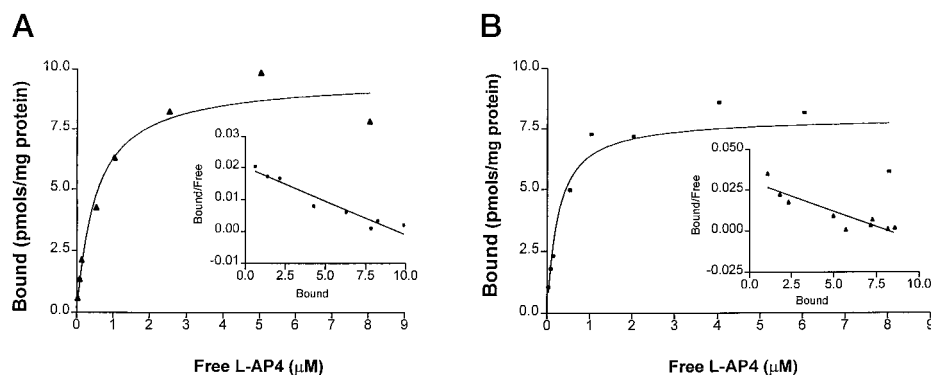 A
Bound (pmols/mg protein)
10.0
7.5
5.0
2.5
0.0
0 1 2 3 4 5 6 7 8 9
Free L-AP4 (μM)
Bound/Free
0.03
0.02
0.01
0.00
-0.01
0.0 2.5 5.0 7.5 10.0
Bound
B
Bound (pmols/mg protein)
10.0
7.5
5.0
2.5
0.0
0 1 2 3 4 5 6 7 8 9
Free L-AP4 (μM)
Bound/Free
0.050
0.025
0.000
-0.025
0.0 2.5 5.0 7.5 10.0
Bound